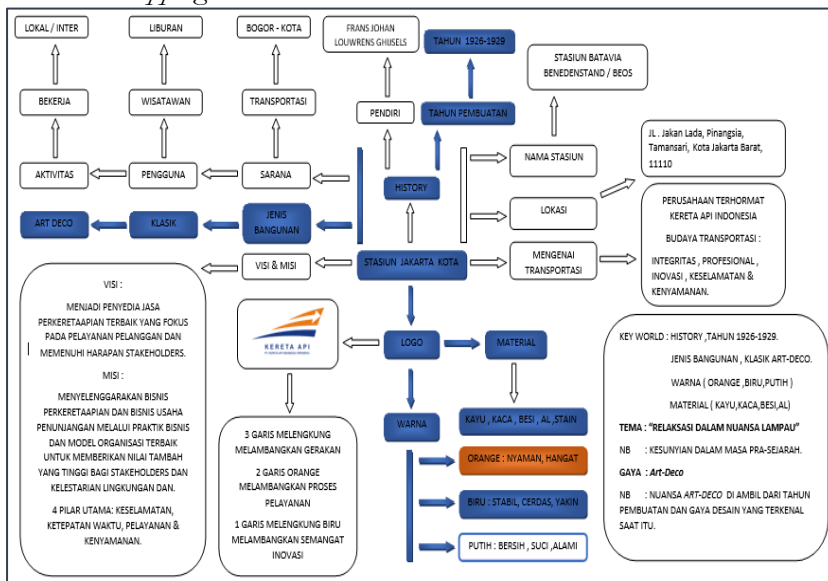 LOKAL / INTER
LIBURAN
BOGOR - KOTA
FRANS JOHAN
LOUWRENS GHIJSELS
TAHUN 1926-1929
STASIUN BATAVIA
BENEDENSTAND / BEOS
BEKERJA
WISATAWAN
TRANSPORTASI
PENDIRI
TAHUN PEMBUATAN
JL . Jakan Lada, Pinangsia,
Tamansari, Kota Jakarta Barat,
11110
AKTIVITAS
PENGGUNA
SARANA
HISTORY
NAMA STASIUN
ART DECO
KLASIK
JENIS
BANGUNAN
LOKASI
PERUSAHAAN TERHORMAT
KERETA API INDONESIA
BUDAYA TRANSPORTASI :
INTEGRITAS , PROFESIONAL ,
INOVASI , KESELAMATAN &
KENYAMANAN.
VISI & MISI
STASIUN JAKARTA KOTA
MENGENAI
TRANSPORTASI
VISI :
MENJADI PENYEDIA JASA
PERKERETAAPIAN TERBAIK YANG FOKUS
PADA PELAYANAN PELANGGAN DAN
MEMENUHI HARAPAN STAKEHOLDERS.
MISI :
MENYELENGGARAKAN BISNIS
PERKERETAAPIAN DAN BISNIS USAHA
PENUNJANGAN MELALUI PRAKTIK BISNIS
DAN MODEL ORGANISASI TERBAIK
UNTUK MEMBERIKAN NILAI TAMBAH
YANG TINGGI BAGI STAKEHOLDERS DAN
KELESTARIAN LINGKUNGAN DAN.
4 PILAR UTAMA: KESELAMATAN,
KETEPATAN WAKTU, PELAYANAN &
KENYAMANAN.
KERETA API
LOGO
MATERIAL
3 GARIS MELENGKUNG
MELAMBANGKAN GERAKAN
2 GARIS ORANGE
MELAMBANGKAN PROSES
PELAYANAN
1 GARIS MELENGKUNG BIRU
MELAMBANGKAN SEMANGAT
INOVASI
WARNA
KAYU , KACA , BESI , AL ,STAIN
ORANGE : NYAMAN, HANGAT
BIRU : STABIL, CERDAS, YAKIN
PUTIH : BERSIH , SUCI ,ALAMI
KEY WORLD : HISTORY ,TAHUN 1926-1929.
JENIS BANGUNAN , KLASIK ART-DECO.
WARNA ( ORANGE ,BIRU,PUTIH )
MATERIAL ( KAYU,KACA,BESI,AL)
TEMA : "RELAKSASI DALAM NUANSA LAMPAU"
NB : KESUNYIAN DALAM MASA PRA-SEJARAH.
GAYA : Art-Deco
NB : NUANSA ART-DECO DI AMBIL DARI TAHUN
PEMBUATAN DAN GAYA DESAIN YANG TERKENAL
SAAT ITU.